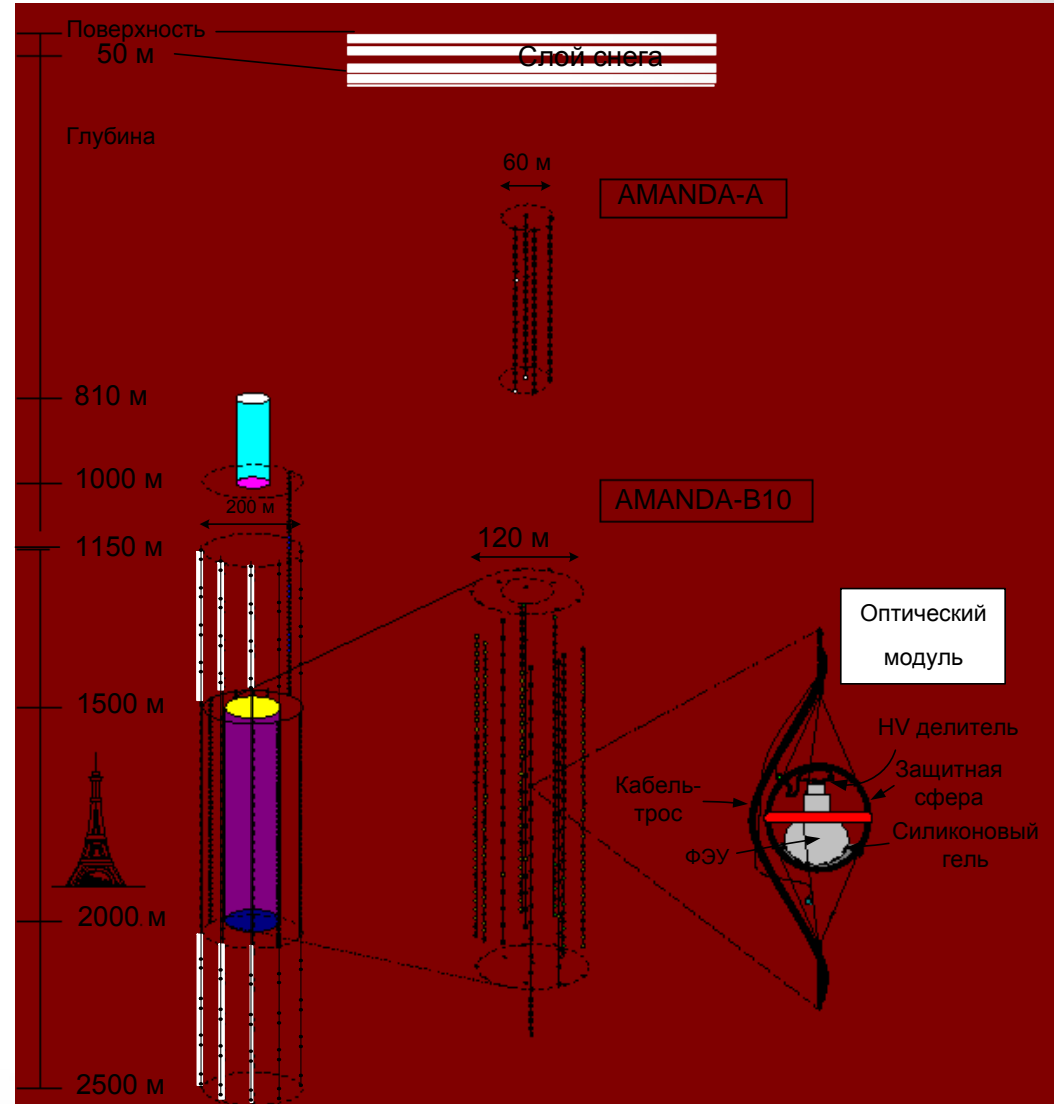 Поверхность
50 м
Слой снега
Глубина
60 м
AMANDA-A
810 м
1000 м
AMANDA-B10
200 м
1150 м
120 м
Оптический
модуль
1500 м
HV делитель
Защитная
сфера
Кабель-
трос
Силиконовый
гель
ФЭУ
2000 м
2500 м